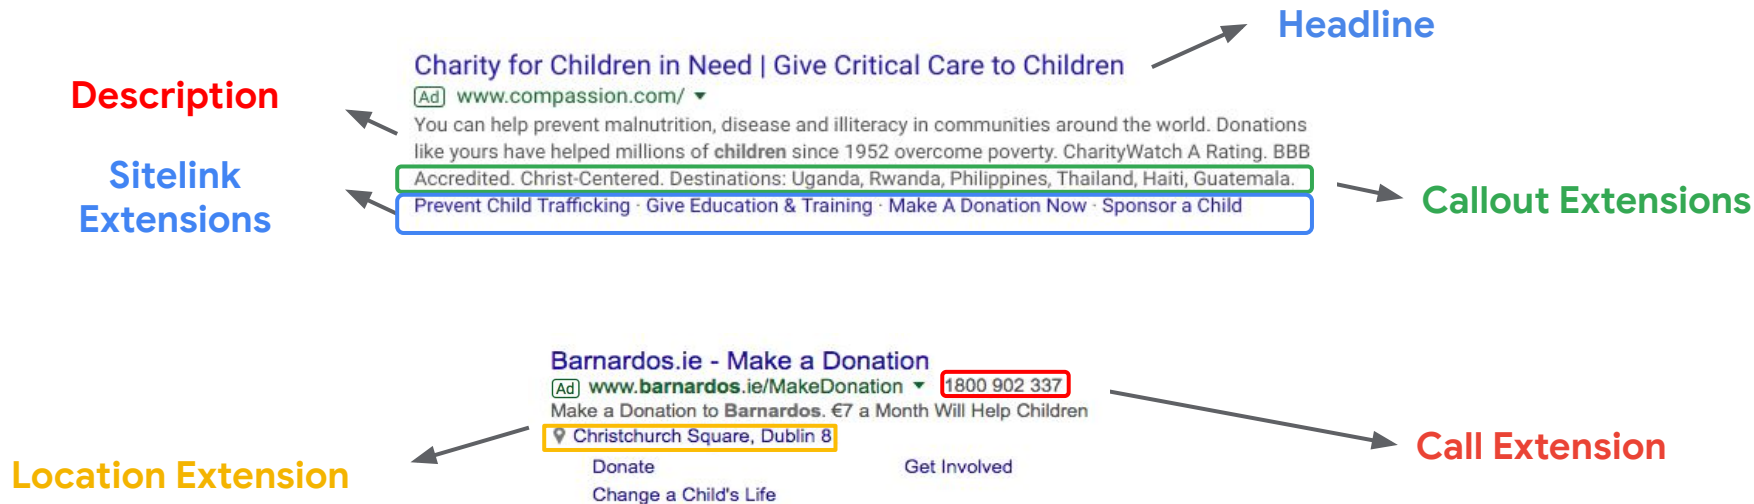 Headline
Charity for Children in Need | Give Critical Care to Children
Description
Ad www.compassion.com/
You can help prevent malnutrition, disease and illiteracy in communities around the world. Donations
like yours have helped millions of children since 1952 overcome poverty. CharityWatch A Rating. BBB
Sitelink
Extensions
Accredited. Christ-Centered. Destinations: Uganda, Rwanda, Philippines, Thailand, Haiti, Guatemala.
Callout Extensions
Prevent Child Trafficking · Give Education & Training · Make A Donation Now · Sponsor a Child
Barnardos.ie - Make a Donation
Ad www.barnardos.ie/MakeDonation 1800 902 337
Make a Donation to Barnardos. €7 a Month Will Help Children
Christchurch Square, Dublin 8
Call Extension
Location Extension
Donate Get Involved
Change a Child's Life